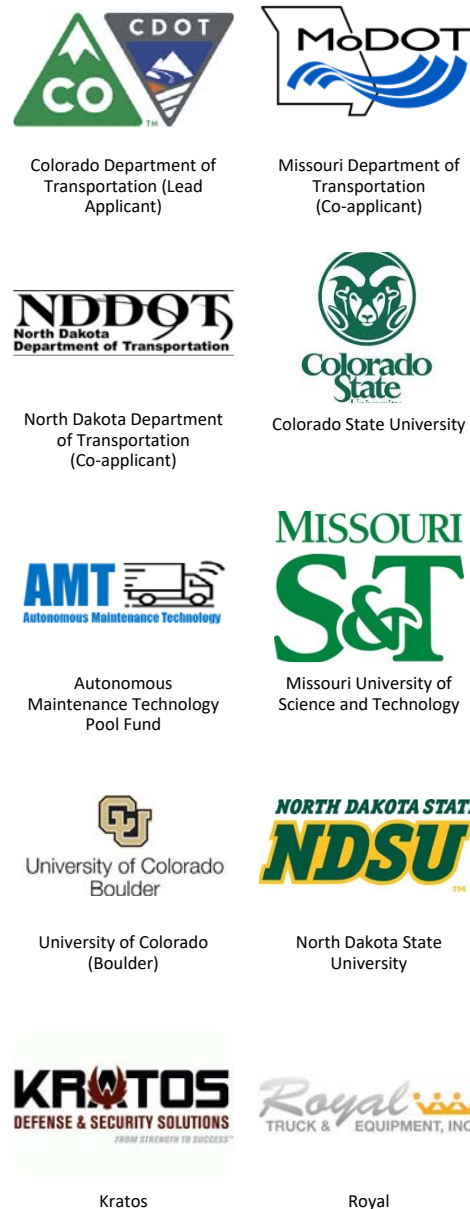 CO
TM
CDOT
MoDOT
Colorado Department of
Transportation (Lead
Applicant)
Missouri Department of
Transportation
(Co-applicant)
NDDOT
North Dakota
Department of Transportation
Colorado
State
University
North Dakota Department
of Transportation
(Co-applicant)
Colorado State University
AMT
Autonomous Maintenance Technology
MISSOURI
S&T
Autonomous
Maintenance Technology
Pool Fund
Missouri University of
Science and Technology
CU
University of Colorado
Boulder
NORTH DAKOTA STATE
NDSU
TM
University of Colorado
(Boulder)
North Dakota State
University
KRATOS
DEFENSE & SECURITY SOLUTIONS
FROM STRENGTH TO SUCCESS™
Royal
TRUCK & EQUIPMENT, INC
Kratos
Royal